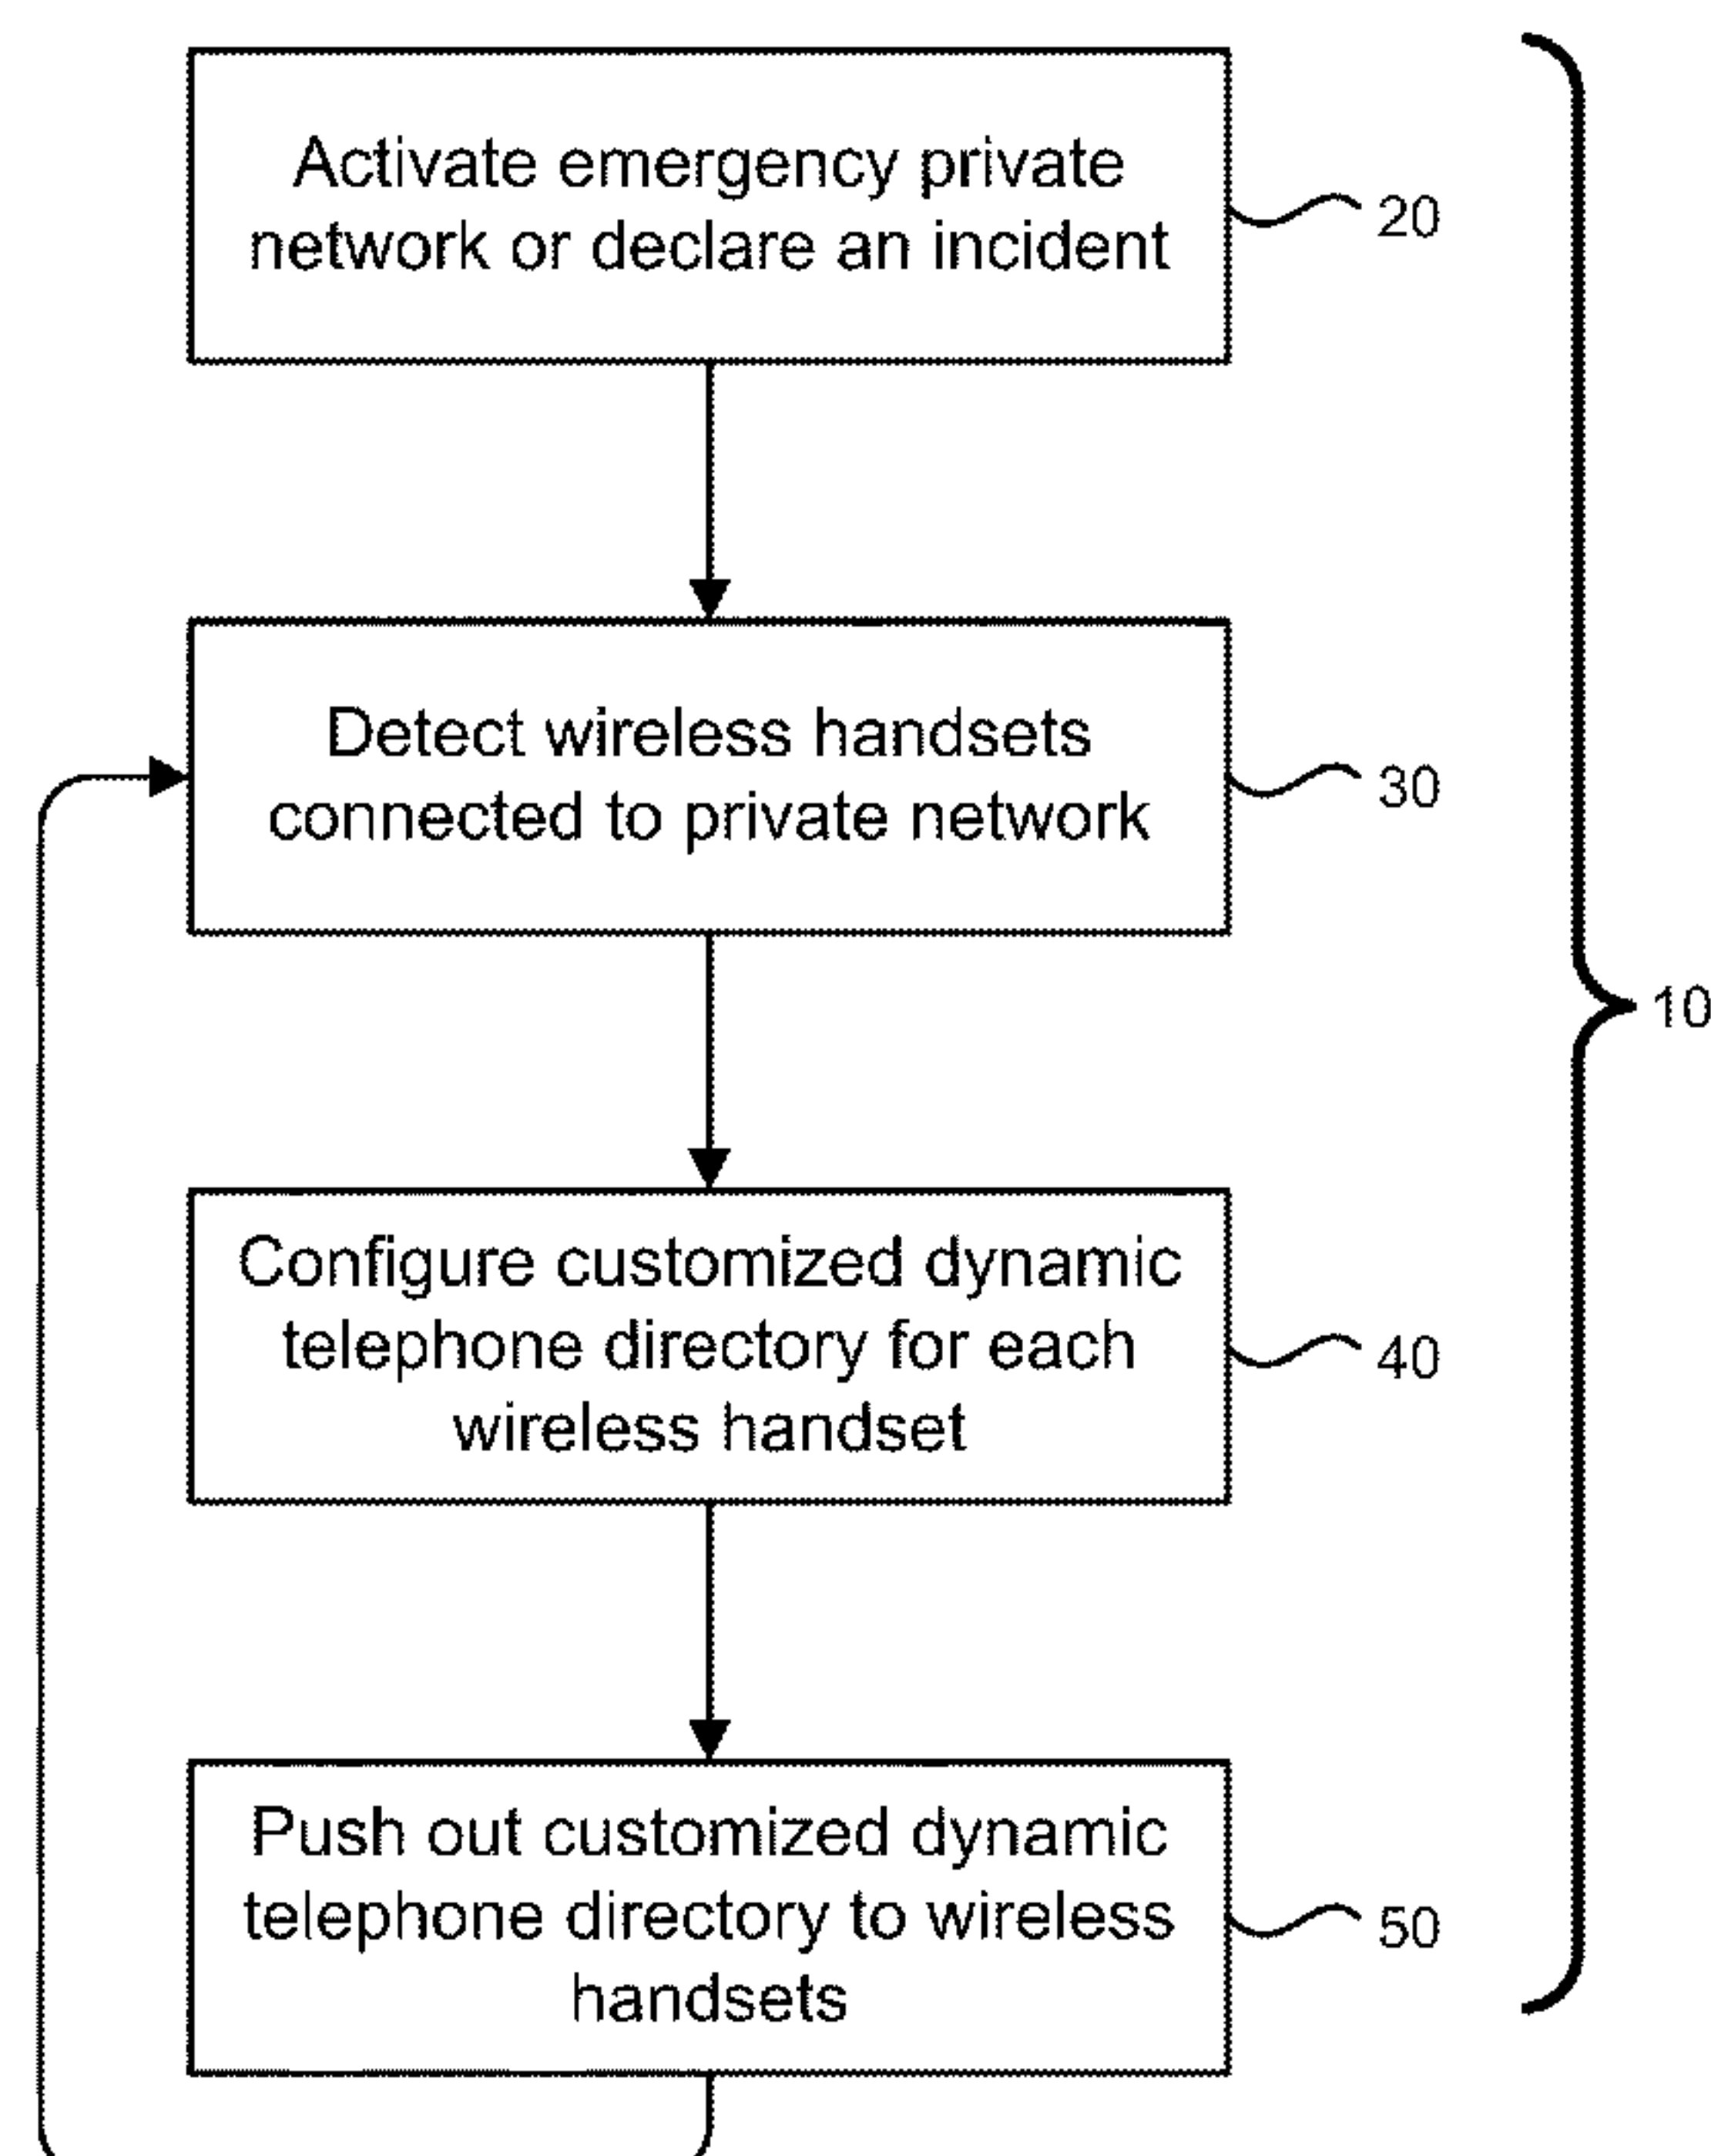 Activate emergency private
network or declare an incident
20
Detect wireless handsets
connected to private network
30
10
Configure customized dynamic
telephone directory for each
wireless handset
40
Push out customized dynamic
telephone directory to wireless
handsets
50